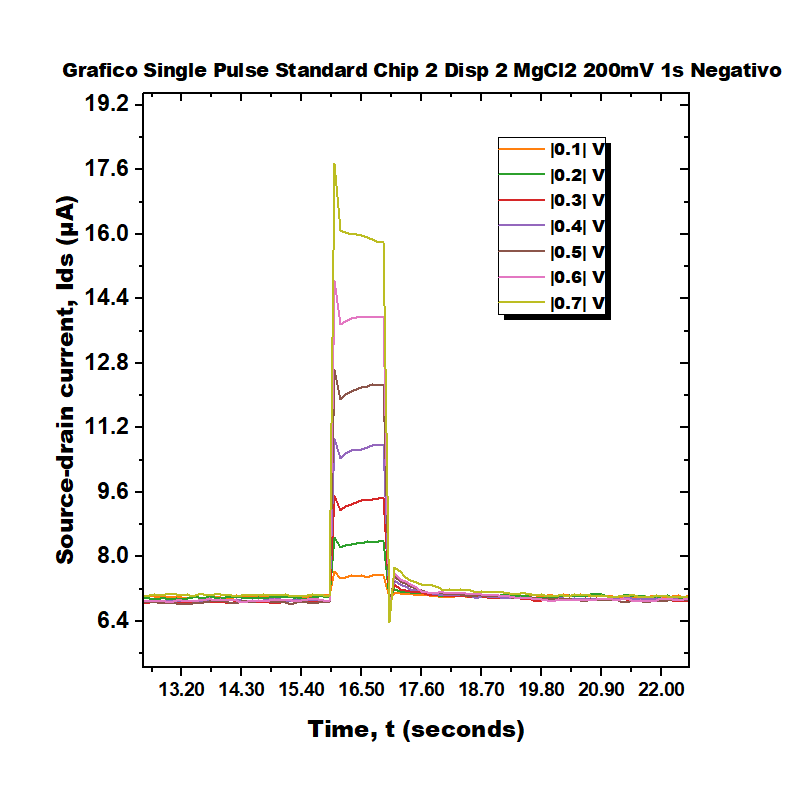 Grafico Single Pulse Standard Chip 2 Disp 2 MgCl2 200mV 1s Negativo
19.2
17.6
16.0
14.4
12.8
11.2
9.6
8.0
6.4
Source-drain current, Ids (µA)
|0.1| V
|0.2| V
|0.3| V
|0.4| V
|0.5| V
|0.6| V
|0.7| V
13.20 14.30 15.40 16.50 17.60 18.70 19.80 20.90 22.00
Time, t (seconds)